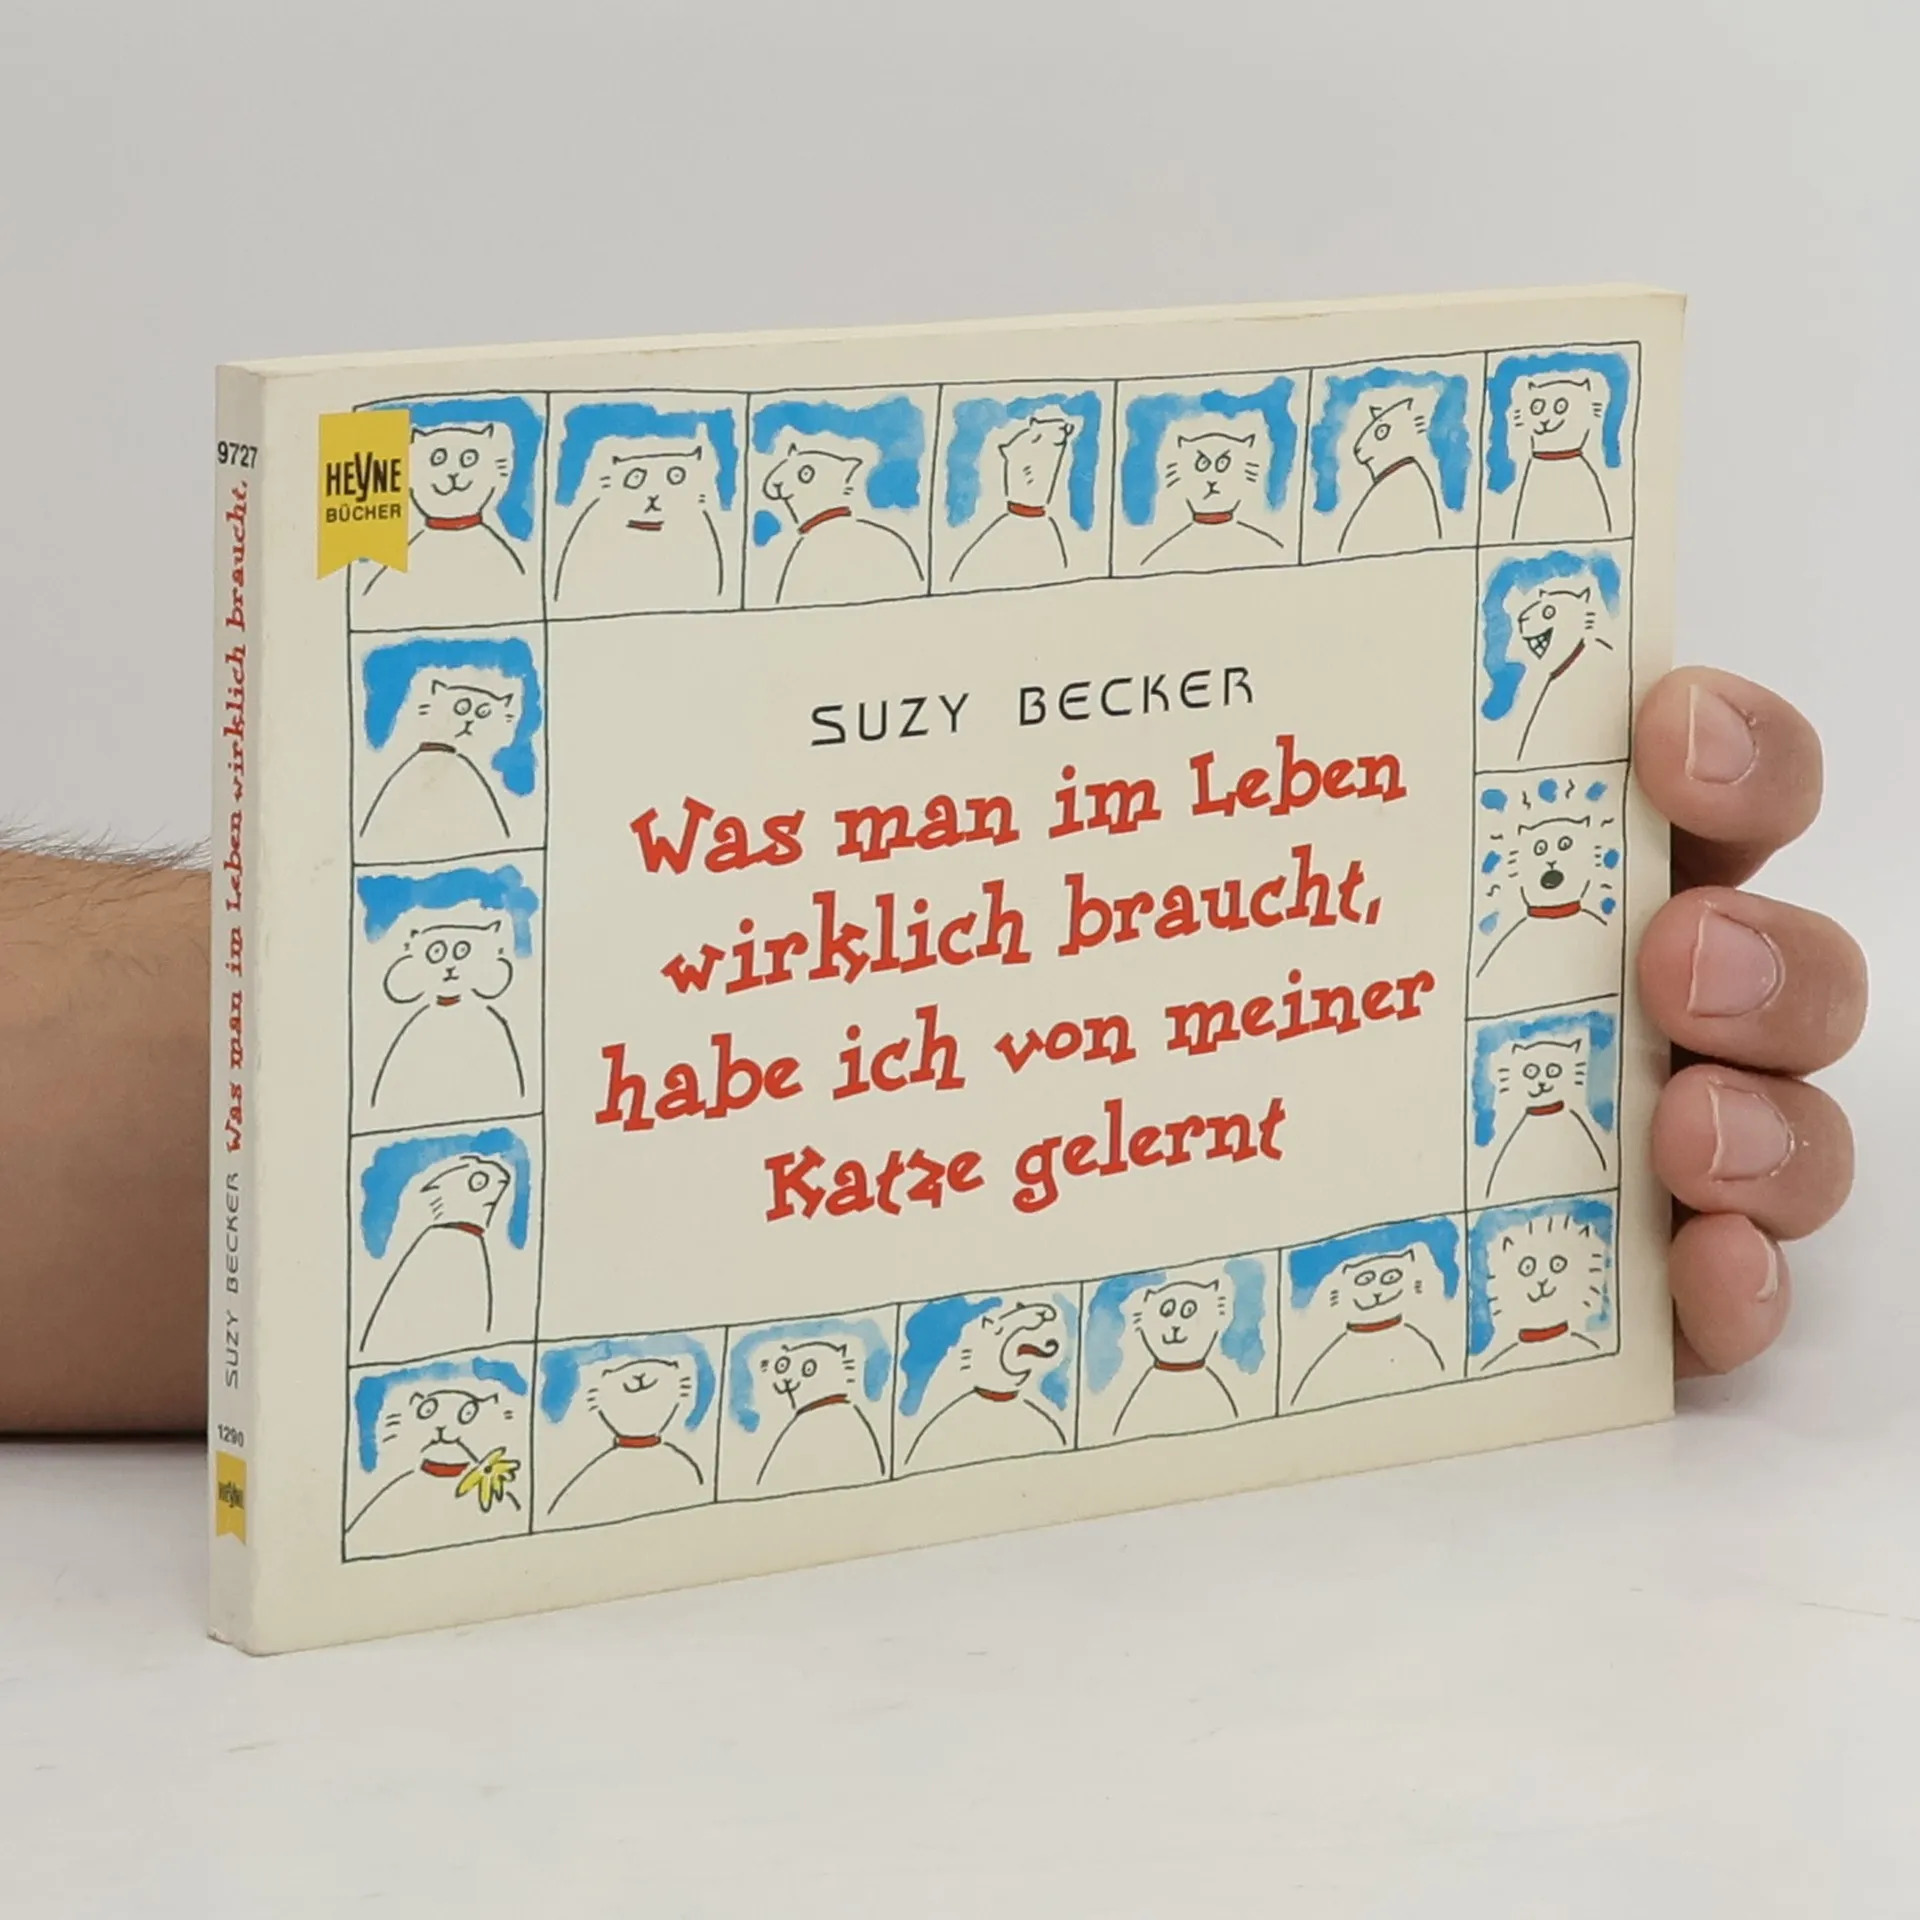 HEYNE
BÜCHER
SUZY BECKER
Was man im Leben
wirklich braucht,
habe ich von meiner
Katze gelernt
9727
SUZY BECKER Was man im Leben wirklich braucht,
1290
HEYNE